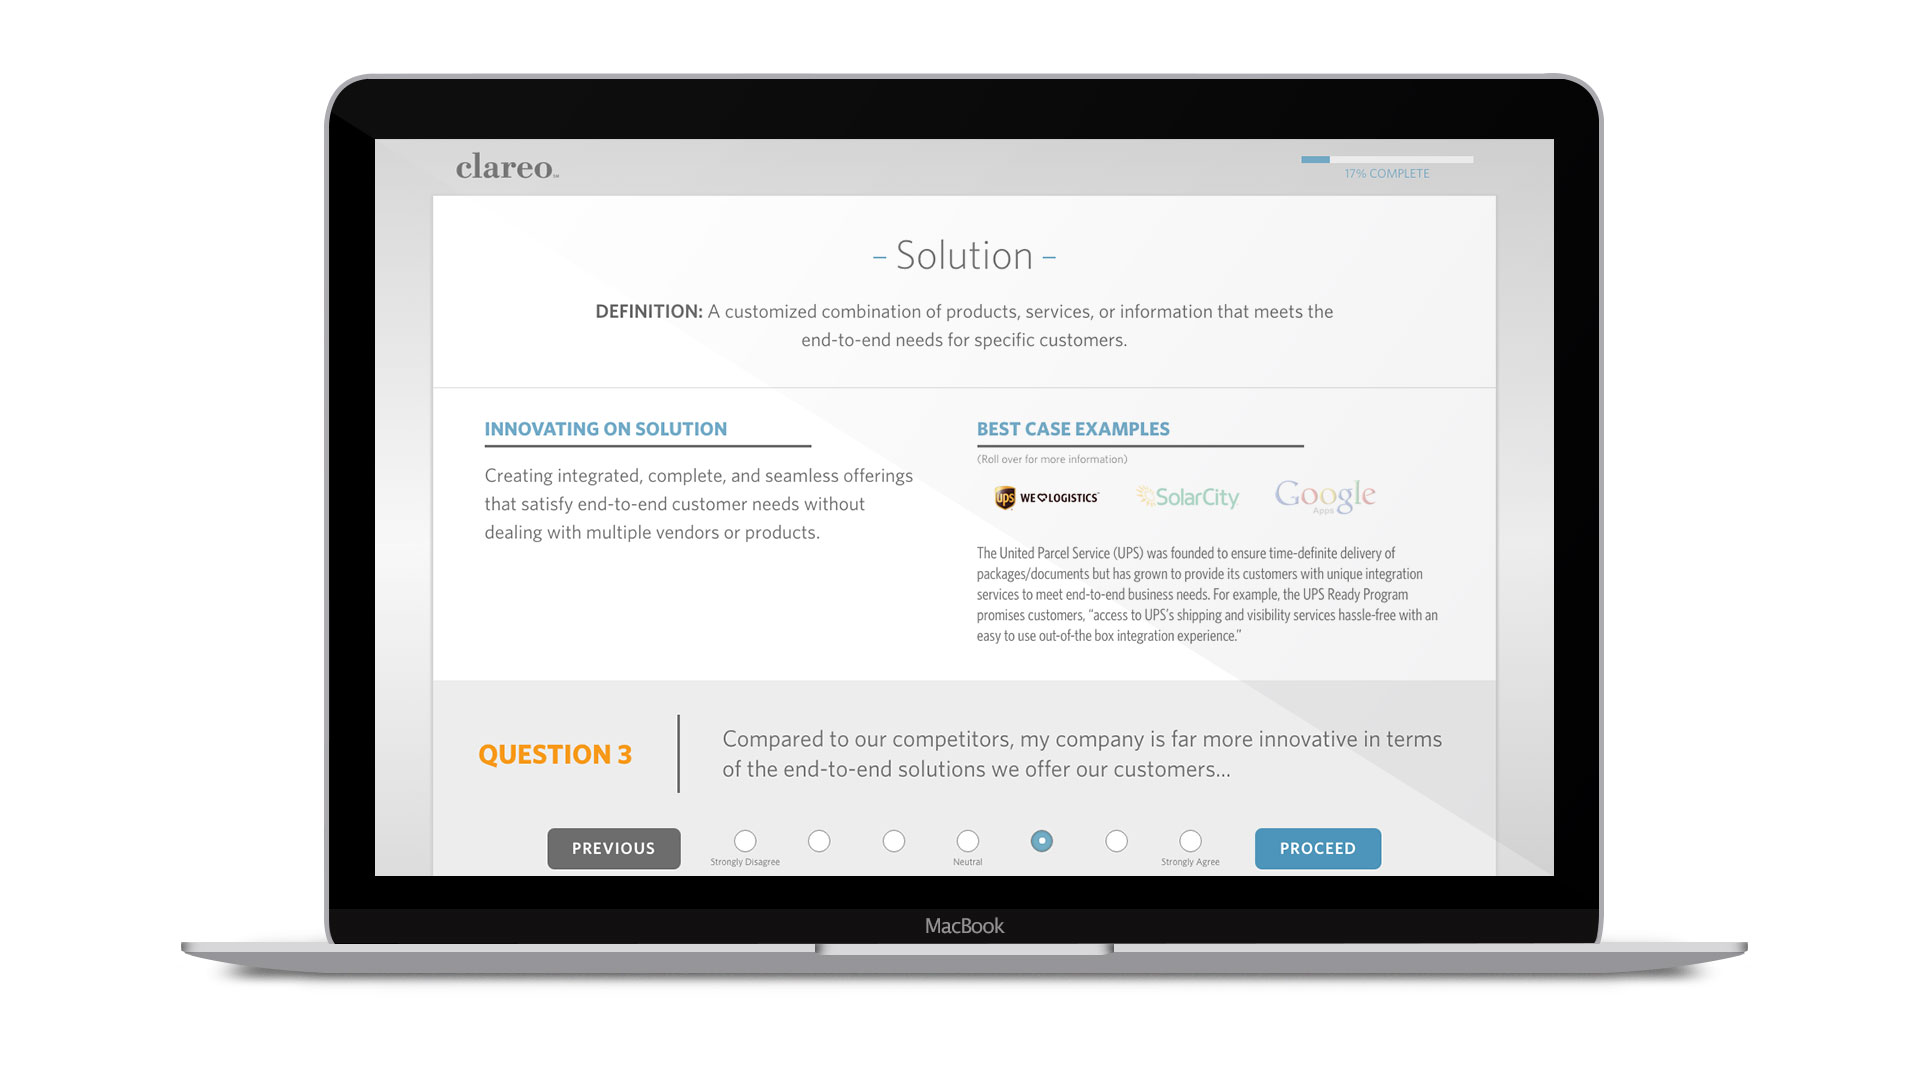 clareo℠
17% COMPLETE
– Solution –
DEFINITION: A customized combination of products, services, or information that meets the
end-to-end needs for specific customers.
INNOVATING ON SOLUTION
Creating integrated, complete, and seamless offerings
that satisfy end-to-end customer needs without
dealing with multiple vendors or products.
BEST CASE EXAMPLES
(Roll over for more information)
ups WE♡LOGISTICS SolarCity Google
Apps
The United Parcel Service (UPS) was founded to ensure time-definite delivery of
packages/documents but has grown to provide its customers with unique integration
services to meet end-to-end business needs. For example, the UPS Ready Program
promises customers, “access to UPS’s shipping and visibility services hassle-free with an
easy to use out-of-the box integration experience.”
QUESTION 3
Compared to our competitors, my company is far more innovative in terms
of the end-to-end solutions we offer our customers...
PREVIOUS
Strongly Disagree
Neutral
Strongly Agree
PROCEED
MacBook